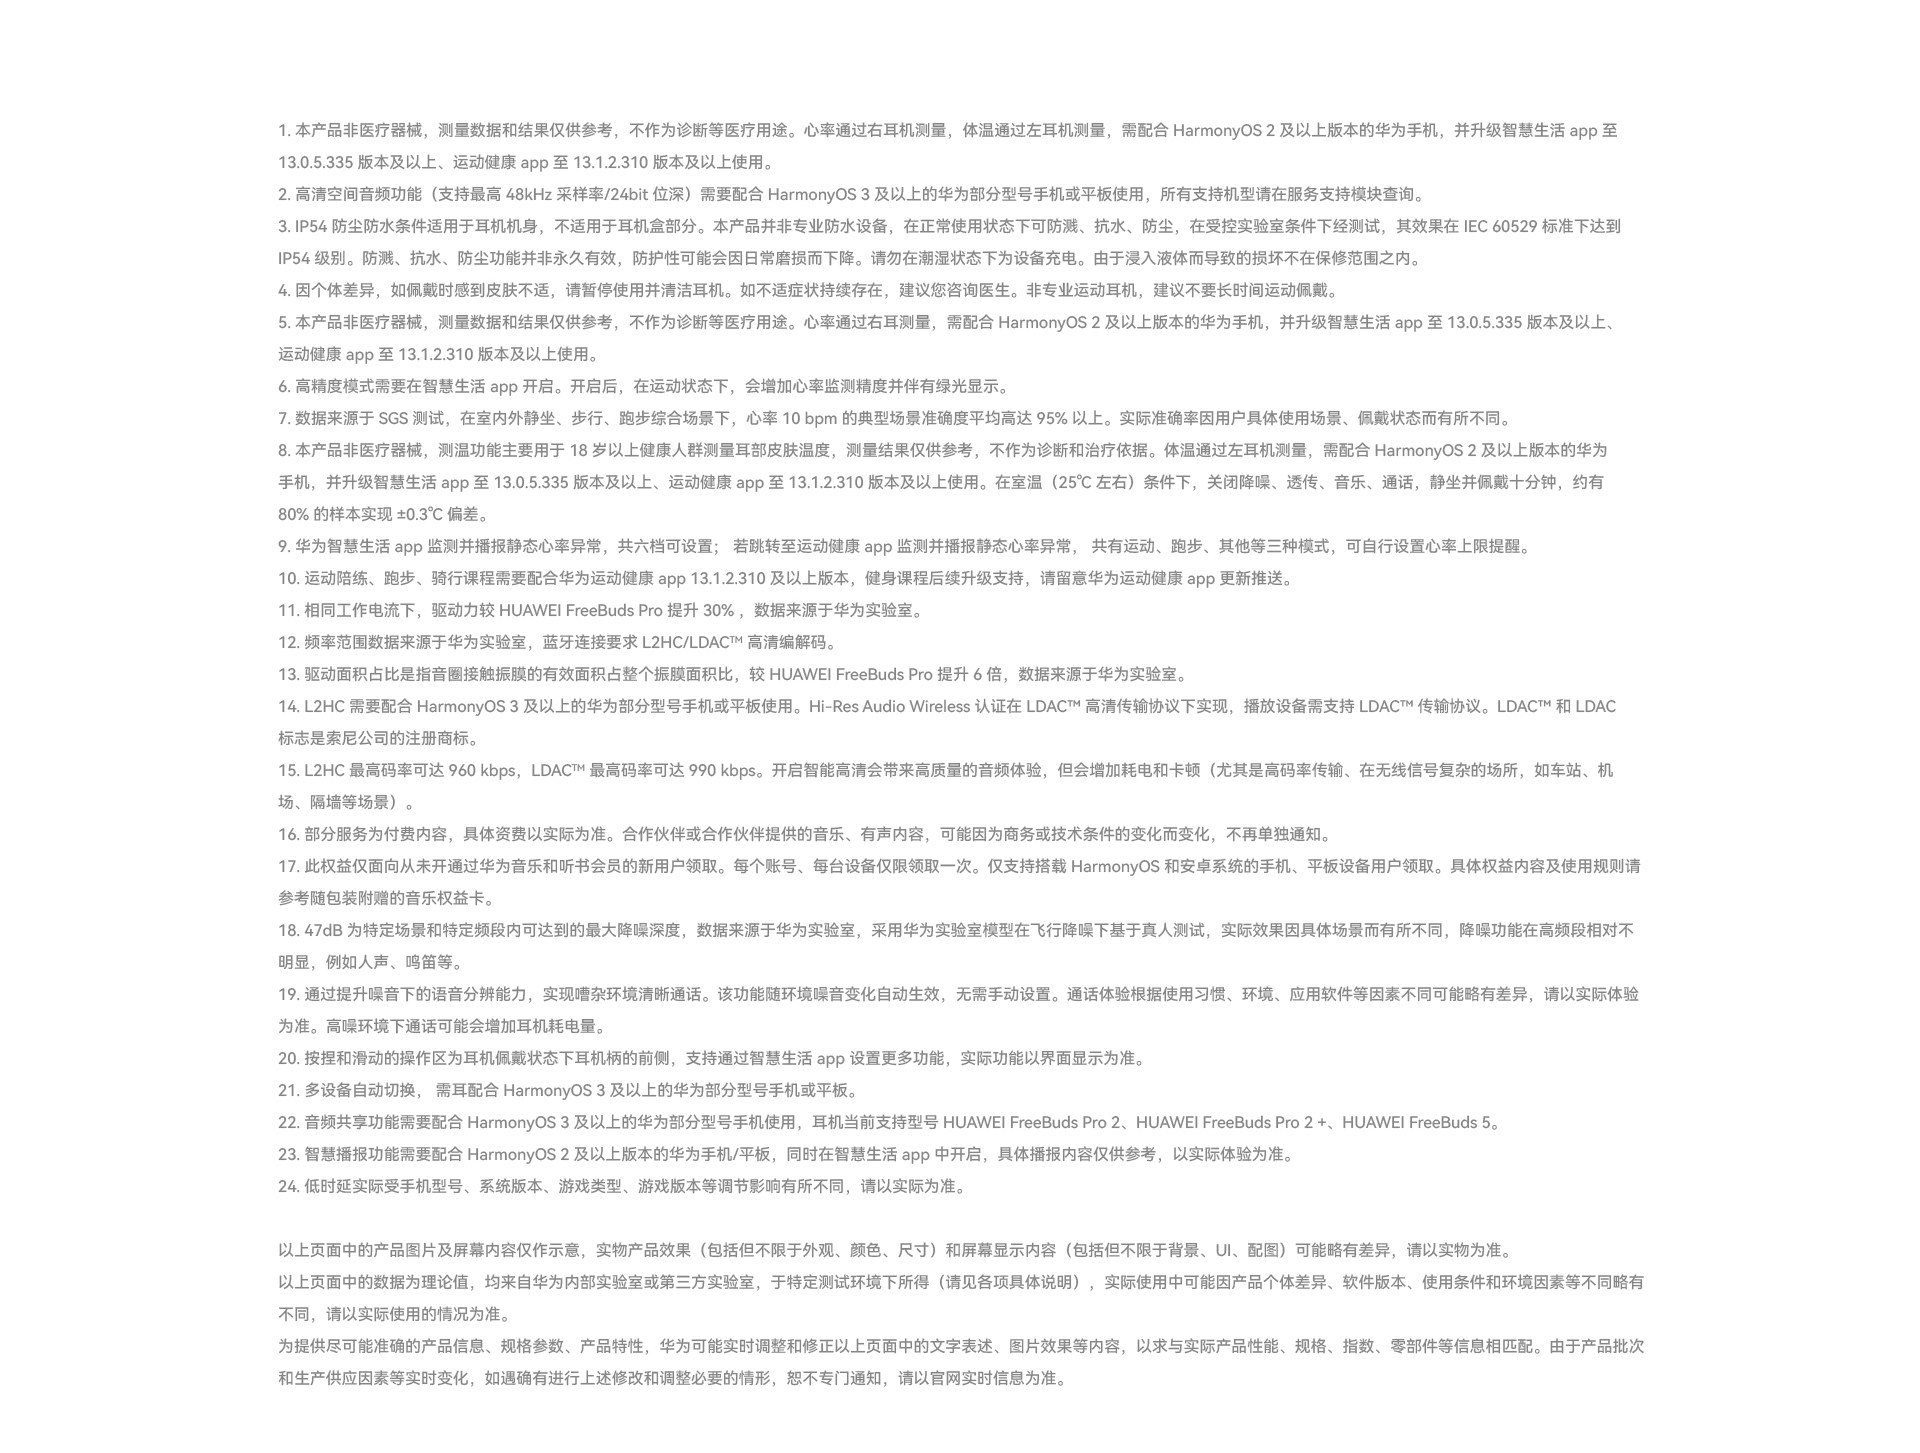 1. 本产品非医疗器械，测量数据和结果仅供参考，不作为诊断等医疗用途。心率通过右耳机测量，体温通过左耳机测量，需配合 HarmonyOS 2 及以上版本的华为手机，并升级智慧生活 app 至
13.0.5.335 版本及以上、运动健康 app 至 13.1.2.310 版本及以上使用。
2. 高清空间音频功能（支持最高 48kHz 采样率/24bit 位深）需要配合 HarmonyOS 3 及以上的华为部分型号手机或平板使用，所有支持机型请在服务支持模块查询。
3. IP54 防尘防水条件适用于耳机机身，不适用于耳机盒部分。本产品并非专业防水设备，在正常使用状态下可防溅、抗水、防尘，在受控实验室条件下经测试，其效果在 IEC 60529 标准下达到
IP54 级别。防溅、抗水、防尘功能并非永久有效，防护性可能会因日常磨损而下降。请勿在潮湿状态下为设备充电。由于浸入液体而导致的损坏不在保修范围之内。
4. 因个体差异，如佩戴时感到皮肤不适，请暂停使用并清洁耳机。如不适症状持续存在，建议您咨询医生。非专业运动耳机，建议不要长时间运动佩戴。
5. 本产品非医疗器械，测量数据和结果仅供参考，不作为诊断等医疗用途。心率通过右耳测量，需配合 HarmonyOS 2 及以上版本的华为手机，并升级智慧生活 app 至 13.0.5.335 版本及以上、
运动健康 app 至 13.1.2.310 版本及以上使用。
6. 高精度模式需要在智慧生活 app 开启。开启后，在运动状态下，会增加心率监测精度并伴有绿光显示。
7. 数据来源于 SGS 测试，在室内外静坐、步行、跑步综合场景下，心率 10 bpm 的典型场景准确度平均高达 95% 以上。实际准确率因用户具体使用场景、佩戴状态而有所不同。
8. 本产品非医疗器械，测温功能主要用于 18 岁以上健康人群测量耳部皮肤温度，测量结果仅供参考，不作为诊断和治疗依据。体温通过左耳机测量，需配合 HarmonyOS 2 及以上版本的华为
手机，并升级智慧生活 app 至 13.0.5.335 版本及以上、运动健康 app 至 13.1.2.310 版本及以上使用。在室温（25℃ 左右）条件下，关闭降噪、透传、音乐、通话，静坐并佩戴十分钟，约有
80% 的样本实现 ±0.3℃ 偏差。
9. 华为智慧生活 app 监测并播报静态心率异常，共六档可设置； 若跳转至运动健康 app 监测并播报静态心率异常， 共有运动、跑步、其他等三种模式，可自行设置心率上限提醒。
10. 运动陪练、跑步、骑行课程需要配合华为运动健康 app 13.1.2.310 及以上版本，健身课程后续升级支持，请留意华为运动健康 app 更新推送。
11. 相同工作电流下，驱动力较 HUAWEI FreeBuds Pro 提升 30% ，数据来源于华为实验室。
12. 频率范围数据来源于华为实验室，蓝牙连接要求 L2HC/LDAC™ 高清编解码。
13. 驱动面积占比是指音圈接触振膜的有效面积占整个振膜面积比，较 HUAWEI FreeBuds Pro 提升 6 倍，数据来源于华为实验室。
14. L2HC 需要配合 HarmonyOS 3 及以上的华为部分型号手机或平板使用。Hi-Res Audio Wireless 认证在 LDAC™ 高清传输协议下实现，播放设备需支持 LDAC™ 传输协议。LDAC™ 和 LDAC
标志是索尼公司的注册商标。
15. L2HC 最高码率可达 960 kbps，LDAC™ 最高码率可达 990 kbps。开启智能高清会带来高质量的音频体验，但会增加耗电和卡顿（尤其是高码率传输、在无线信号复杂的场所，如车站、机
场、隔墙等场景）。
16. 部分服务为付费内容，具体资费以实际为准。合作伙伴或合作伙伴提供的音乐、有声内容，可能因为商务或技术条件的变化而变化，不再单独通知。
17. 此权益仅面向从未开通过华为音乐和听书会员的新用户领取。每个账号、每台设备仅限领取一次。仅支持搭载 HarmonyOS 和安卓系统的手机、平板设备用户领取。具体权益内容及使用规则请
参考随包装附赠的音乐权益卡。
18. 47dB 为特定场景和特定频段内可达到的最大降噪深度，数据来源于华为实验室，采用华为实验室模型在飞行降噪下基于真人测试，实际效果因具体场景而有所不同，降噪功能在高频段相对不
明显，例如人声、鸣笛等。
19. 通过提升噪音下的语音分辨能力，实现嘈杂环境清晰通话。该功能随环境噪音变化自动生效，无需手动设置。通话体验根据使用习惯、环境、应用软件等因素不同可能略有差异，请以实际体验
为准。高噪环境下通话可能会增加耳机耗电量。
20. 按捏和滑动的操作区为耳机佩戴状态下耳机柄的前侧，支持通过智慧生活 app 设置更多功能，实际功能以界面显示为准。
21. 多设备自动切换， 需耳配合 HarmonyOS 3 及以上的华为部分型号手机或平板。
22. 音频共享功能需要配合 HarmonyOS 3 及以上的华为部分型号手机使用，耳机当前支持型号 HUAWEI FreeBuds Pro 2、HUAWEI FreeBuds Pro 2 +、HUAWEI FreeBuds 5。
23. 智慧播报功能需要配合 HarmonyOS 2 及以上版本的华为手机/平板，同时在智慧生活 app 中开启，具体播报内容仅供参考，以实际体验为准。
24. 低时延实际受手机型号、系统版本、游戏类型、游戏版本等调节影响有所不同，请以实际为准。
以上页面中的产品图片及屏幕内容仅作示意，实物产品效果（包括但不限于外观、颜色、尺寸）和屏幕显示内容（包括但不限于背景、UI、配图）可能略有差异，请以实物为准。
以上页面中的数据为理论值，均来自华为内部实验室或第三方实验室，于特定测试环境下所得（请见各项具体说明），实际使用中可能因产品个体差异、软件版本、使用条件和环境因素等不同略有
不同，请以实际使用的情况为准。
为提供尽可能准确的产品信息、规格参数、产品特性，华为可能实时调整和修正以上页面中的文字表述、图片效果等内容，以求与实际产品性能、规格、指数、零部件等信息相匹配。由于产品批次
和生产供应因素等实时变化，如遇确有进行上述修改和调整必要的情形，恕不专门通知，请以官网实时信息为准。